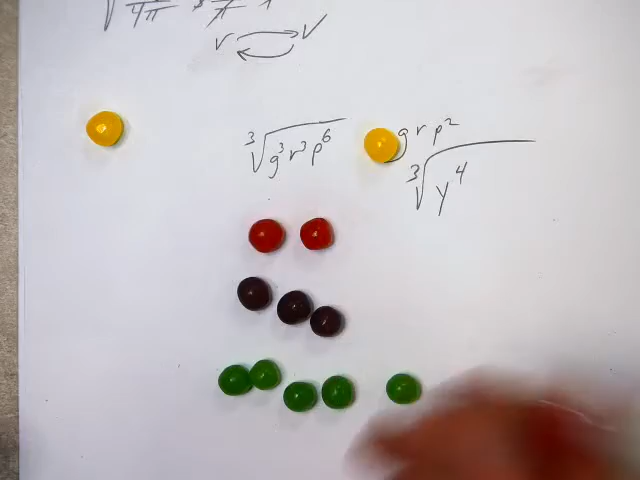 r ⇄ V
∛(g³r³p⁶) grp²
∛(y⁴)